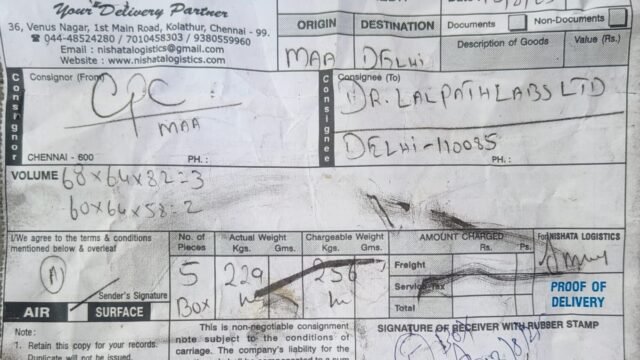 Your Delivery Partner
36, Venus Nagar, 1st Main Road, Kolathur, Chennai - 99.
☎ 044-48524280 / 7010458303 / 9380559960
Email : nishatalogistics@gmail.com
Website : www.nishatalogistics.com
ORIGIN
DESTINATION
MAA
DELHI
Documents
Non-Documents
Description of Goods
Value (Rs.)
Consignor
Consignor (From)
CPC
MAA
CHENNAI - 600
PH. :
Consignee
Consignee (To)
DR. LALPATHLABS LTD
DELHI-110085
PH. :
VOLUME
68x64x82=3
60x64x58=2
I/We agree to the terms & conditions
mentioned below & overleaf
Sender's Signature
AIR
SURFACE
No. of
Pieces
5
BOX
Actual Weight
Kgs. Gms.
229
Chargeable Weight
Kgs. Gms.
256
AMOUNT CHARGED
Rs. Ps.
Freight
Service Tax
Total
For NISHATA LOGISTICS
PROOF OF
DELIVERY
Note :
1. Retain this copy for your records.
Duplicate will not be issued.
This is non-negotiable consignment
note subject to the conditions of
carriage. The company's liability for the
SIGNATURE OF RECEIVER WITH RUBBER STAMP